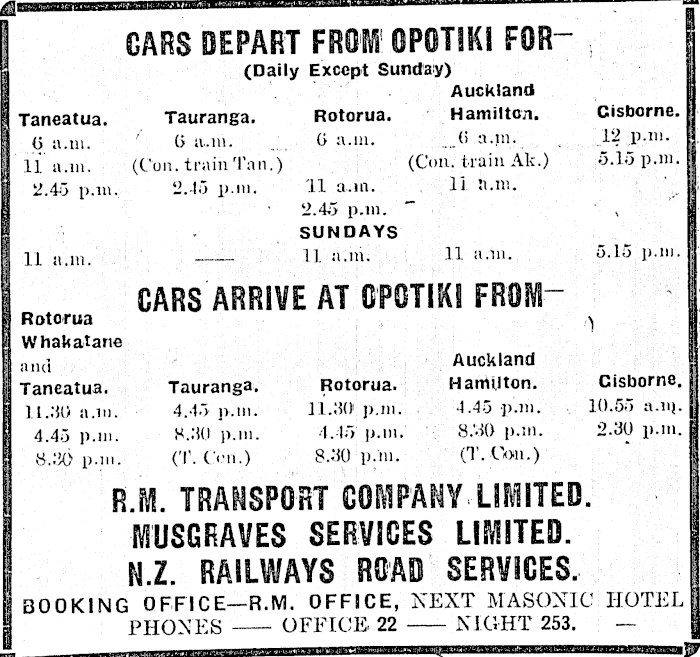 CARS DEPART FROM OPOTIKI FOR—
(Daily Except Sunday)
Auckland
Taneatua. Tauranga. Rotorua. Hamilton. Gisborne.
6 a.m. 6 a.m. 6 a.m. 6 a.m. 12 p.m.
11 a.m. (Con. train Tan.) (Con. train Ak.) 5.15 p.m.
2.45 p.m. 2.45 p.m. 11 a.m. 11 a.m.
2.45 p.m.
SUNDAYS
11 a.m. —— 11 a.m. 11 a.m. 5.15 p.m.
CARS ARRIVE AT OPOTIKI FROM—
Rotorua
Whakatane
and
Auckland
Taneatua. Tauranga. Rotorua. Hamilton. Gisborne.
11.30 a.m. 4.45 p.m. 11.30 p.m. 4.45 p.m. 10.55 a.m.
4.45 p.m. 8.30 p.m. 4.45 p.m. 8.30 p.m. 2.30 p.m.
8.30 p.m. (T. Con.) 8.30 p.m. (T. Con.)
R.M. TRANSPORT COMPANY LIMITED.
MUSGRAVES SERVICES LIMITED.
N.Z. RAILWAYS ROAD SERVICES.
BOOKING OFFICE—R.M. OFFICE, NEXT MASONIC HOTEL
PHONES —— OFFICE 22 —— NIGHT 253. —